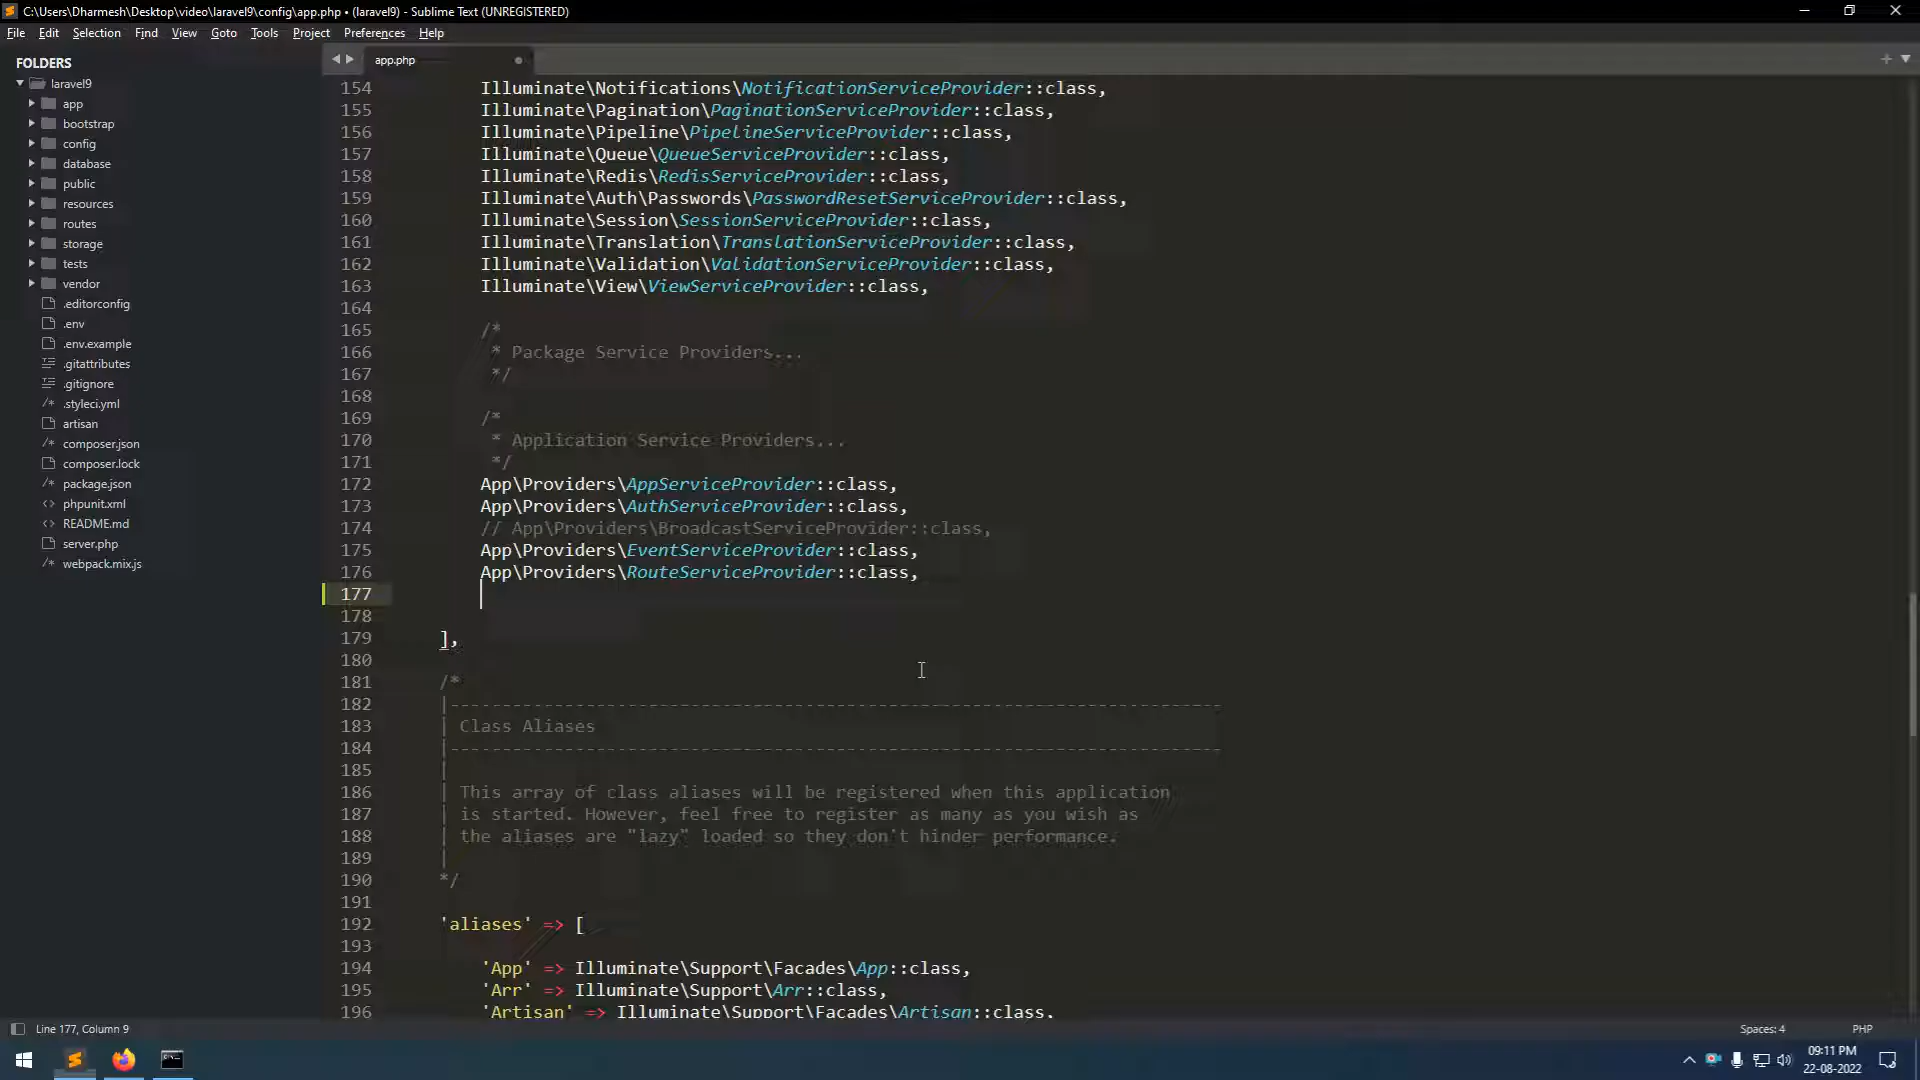 C:\Users\Dharmesh\Desktop\video\laravel9\config\app.php • (laravel9) - Sublime Text (UNREGISTERED)
File Edit Selection Find View Goto Tools Project Preferences Help
FOLDERS
laravel9
app
bootstrap
config
database
public
resources
routes
storage
tests
vendor
.editorconfig
.env
.env.example
.gitattributes
.gitignore
.styleci.yml
artisan
composer.json
composer.lock
package.json
phpunit.xml
README.md
server.php
webpack.mix.js
app.php
154 Illuminate\Notifications\NotificationServiceProvider::class,
155 Illuminate\Pagination\PaginationServiceProvider::class,
156 Illuminate\Pipeline\PipelineServiceProvider::class,
157 Illuminate\Queue\QueueServiceProvider::class,
158 Illuminate\Redis\RedisServiceProvider::class,
159 Illuminate\Auth\Passwords\PasswordResetServiceProvider::class,
160 Illuminate\Session\SessionServiceProvider::class,
161 Illuminate\Translation\TranslationServiceProvider::class,
162 Illuminate\Validation\ValidationServiceProvider::class,
163 Illuminate\View\ViewServiceProvider::class,
164
165 /*
166 * Package Service Providers...
167 */
168
169 /*
170 * Application Service Providers...
171 */
172 App\Providers\AppServiceProvider::class,
173 App\Providers\AuthServiceProvider::class,
174 // App\Providers\BroadcastServiceProvider::class,
175 App\Providers\EventServiceProvider::class,
176 App\Providers\RouteServiceProvider::class,
177
178
179 ],
180
181 /*
182 |--------------------------------------------------------------------------
183 | Class Aliases
184 |--------------------------------------------------------------------------
185 |
186 | This array of class aliases will be registered when this application
187 | is started. However, feel free to register as many as you wish as
188 | the aliases are "lazy" loaded so they don't hinder performance.
189 |
190 */
191
192 'aliases' => [
193
194 'App' => Illuminate\Support\Facades\App::class,
195 'Arr' => Illuminate\Support\Arr::class,
196 'Artisan' => Illuminate\Support\Facades\Artisan::class,
Line 177, Column 9
Spaces: 4
PHP
09:11 PM
22-08-2022